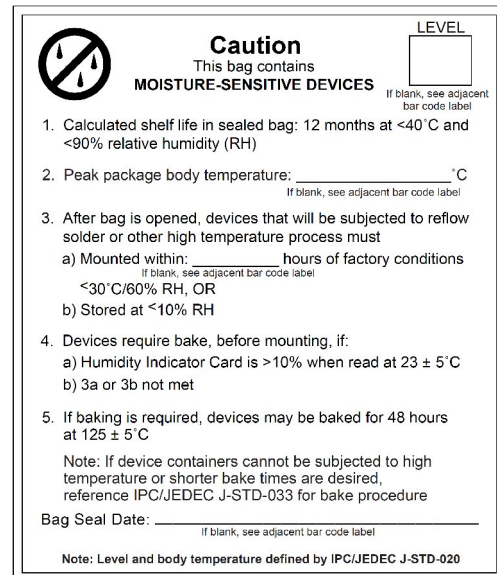 LEVEL
Caution
This bag contains
MOISTURE-SENSITIVE DEVICES
If blank, see adjacent
bar code label
1. Calculated shelf life in sealed bag: 12 months at <40°C and
<90% relative humidity (RH)
2. Peak package body temperature: ____________________°C
If blank, see adjacent bar code label
3. After bag is opened, devices that will be subjected to reflow
solder or other high temperature process must
a) Mounted within: __________ hours of factory conditions
If blank, see adjacent bar code label
<30°C/60% RH, OR
b) Stored at <10% RH
4. Devices require bake, before mounting, if:
a) Humidity Indicator Card is >10% when read at 23 ± 5°C
b) 3a or 3b not met
5. If baking is required, devices may be baked for 48 hours
at 125 ± 5°C
Note: If device containers cannot be subjected to high
temperature or shorter bake times are desired,
reference IPC/JEDEC J-STD-033 for bake procedure
Bag Seal Date: ____________________
If blank, see adjacent bar code label
Note: Level and body temperature defined by IPC/JEDEC J-STD-020